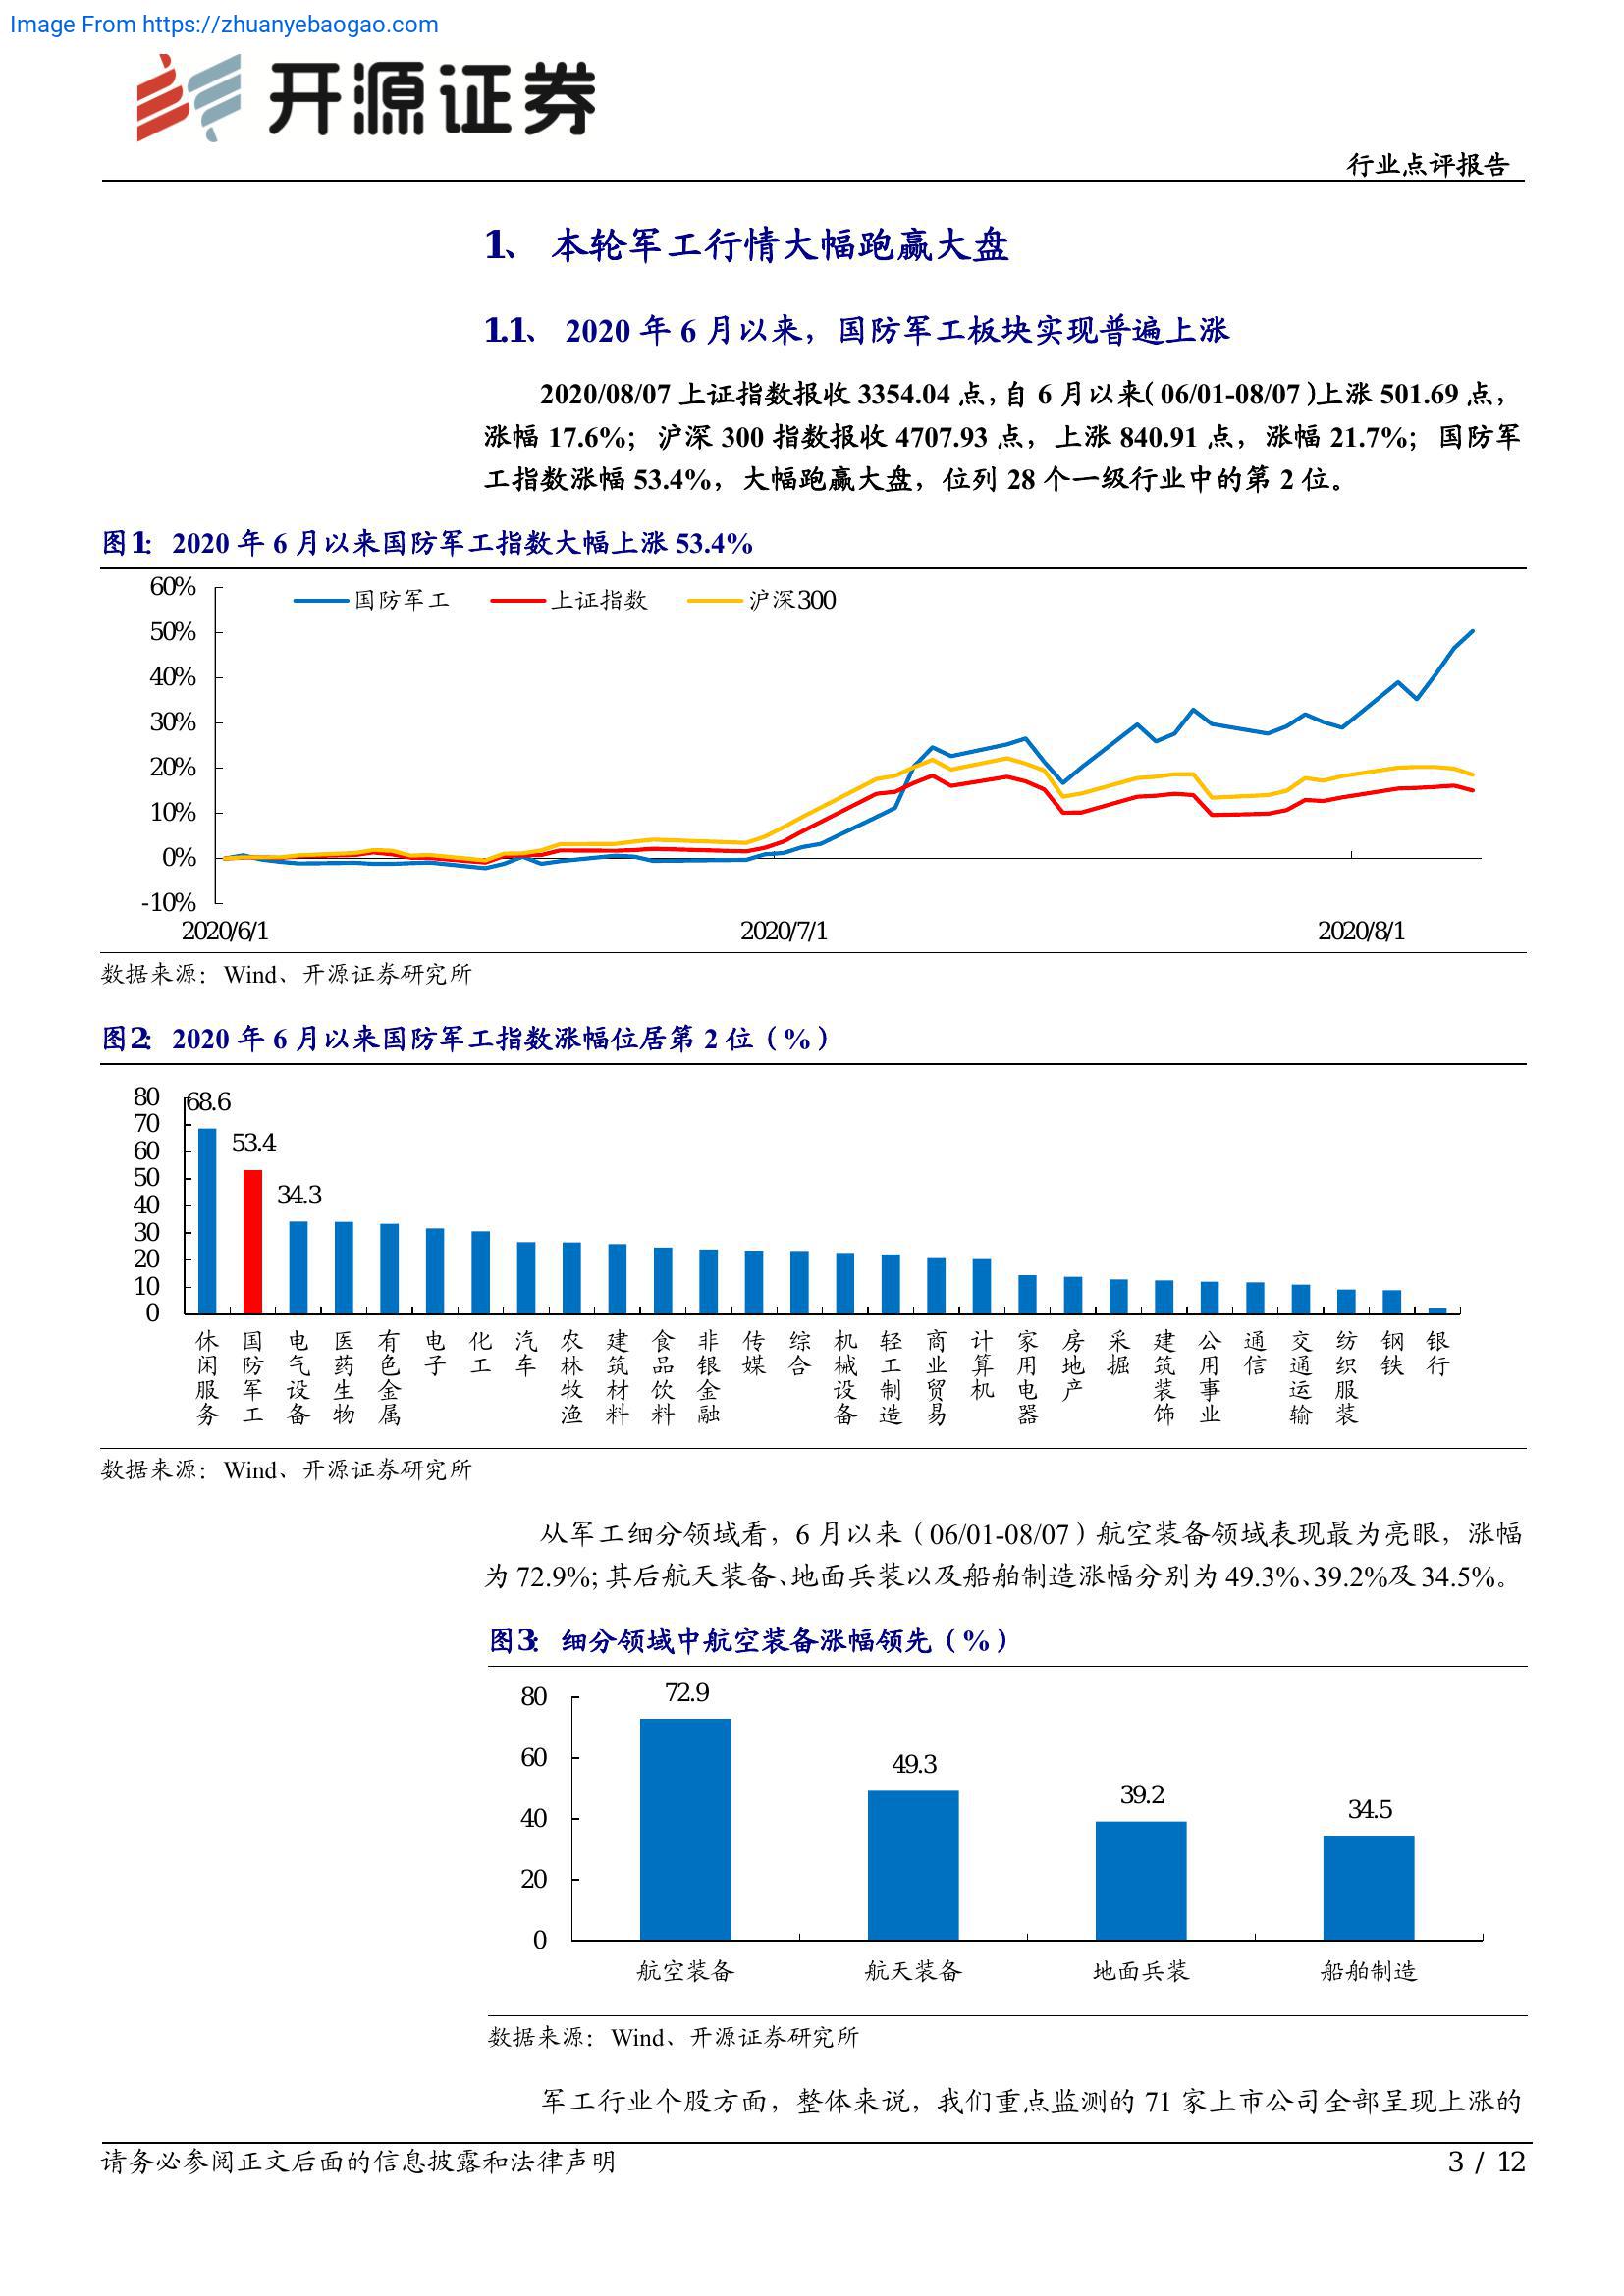 Image From https://zhuanyebaogao.com
开源证券
行业点评报告
1、 本轮军工行情大幅跑赢大盘
1.1、 2020 年 6 月以来，国防军工板块实现普遍上涨
2020/08/07 上证指数报收 3354.04 点，自 6 月以来（06/01-08/07）上涨 501.69 点，
涨幅 17.6%；沪深 300 指数报收 4707.93 点，上涨 840.91 点，涨幅 21.7%；国防军
工指数涨幅 53.4%，大幅跑赢大盘，位列 28 个一级行业中的第 2 位。
图1： 2020 年 6 月以来国防军工指数大幅上涨 53.4%
国防军工 上证指数 沪深300
60%
50%
40%
30%
20%
10%
0%
-10%
2020/6/1 2020/7/1 2020/8/1
数据来源：Wind、开源证券研究所
图2： 2020 年 6 月以来国防军工指数涨幅位居第 2 位（%）
80
70
60
50
40
30
20
10
0
68.6
53.4
34.3
休闲服务
国防军工
电气设备
医药生物
有色金属
电子
化工
汽车
农林牧渔
建筑材料
食品饮料
非银金融
传媒
综合
机械设备
轻工制造
商业贸易
计算机
家用电器
房地产
采掘
建筑装饰
公用事业
通信
交通运输
纺织服装
钢铁
银行
数据来源：Wind、开源证券研究所
从军工细分领域看，6 月以来（06/01-08/07）航空装备领域表现最为亮眼，涨幅
为 72.9%；其后航天装备、地面兵装以及船舶制造涨幅分别为 49.3%、39.2%及 34.5%。
图3： 细分领域中航空装备涨幅领先（%）
80
60
40
20
0
72.9
49.3
39.2
34.5
航空装备 航天装备 地面兵装 船舶制造
数据来源：Wind、开源证券研究所
军工行业个股方面，整体来说，我们重点监测的 71 家上市公司全部呈现上涨的
请务必参阅正文后面的信息披露和法律声明
3 / 12